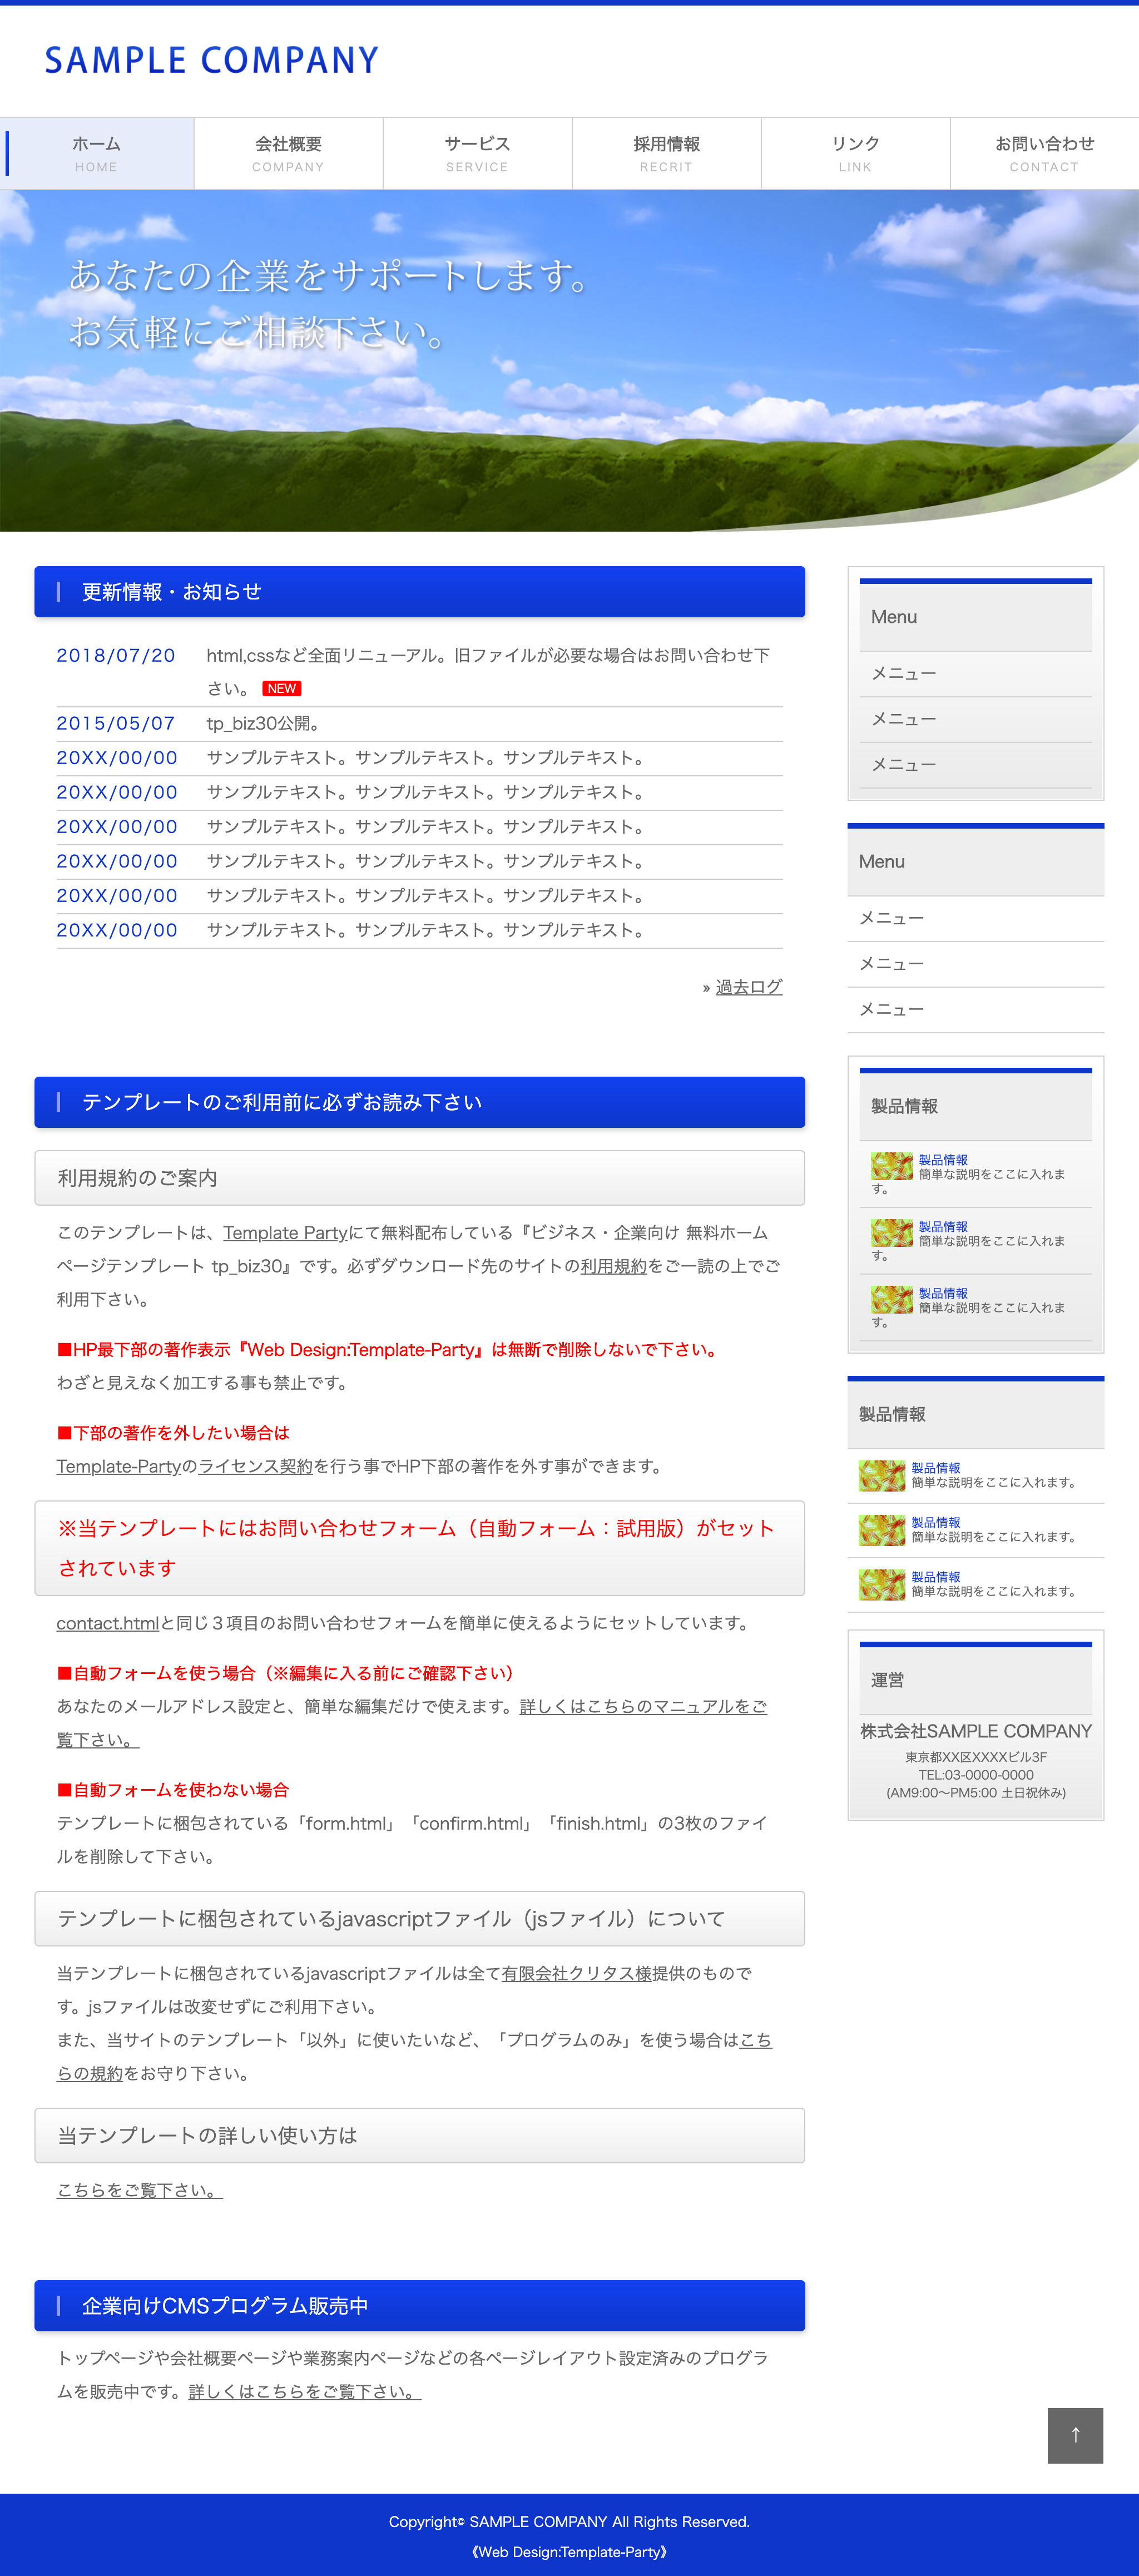 SAMPLE COMPANY
ホーム
HOME
会社概要
COMPANY
サービス
SERVICE
採用情報
RECRIT
リンク
LINK
お問い合わせ
CONTACT
あなたの企業をサポートします。
お気軽にご相談下さい。
更新情報・お知らせ
2018/07/20 html,cssなど全面リニューアル。旧ファイルが必要な場合はお問い合わせ下
さい。 NEW
2015/05/07 tp_biz30公開。
20XX/00/00 サンプルテキスト。サンプルテキスト。サンプルテキスト。
20XX/00/00 サンプルテキスト。サンプルテキスト。サンプルテキスト。
20XX/00/00 サンプルテキスト。サンプルテキスト。サンプルテキスト。
20XX/00/00 サンプルテキスト。サンプルテキスト。サンプルテキスト。
20XX/00/00 サンプルテキスト。サンプルテキスト。サンプルテキスト。
20XX/00/00 サンプルテキスト。サンプルテキスト。サンプルテキスト。
» 過去ログ
テンプレートのご利用前に必ずお読み下さい
利用規約のご案内
このテンプレートは、Template Partyにて無料配布している『ビジネス・企業向け 無料ホーム
ページテンプレート tp_biz30』です。必ずダウンロード先のサイトの利用規約をご一読の上でご
利用下さい。
■HP最下部の著作表示『Web Design:Template-Party』は無断で削除しないで下さい。
わざと見えなく加工する事も禁止です。
■下部の著作を外したい場合は
Template-Partyのライセンス契約を行う事でHP下部の著作を外す事ができます。
※当テンプレートにはお問い合わせフォーム（自動フォーム：試用版）がセット
されています
contact.htmlと同じ３項目のお問い合わせフォームを簡単に使えるようにセットしています。
■自動フォームを使う場合（※編集に入る前にご確認下さい）
あなたのメールアドレス設定と、簡単な編集だけで使えます。詳しくはこちらのマニュアルをご
覧下さい。
■自動フォームを使わない場合
テンプレートに梱包されている「form.html」「confirm.html」「finish.html」の3枚のファイ
ルを削除して下さい。
テンプレートに梱包されているjavascriptファイル（jsファイル）について
当テンプレートに梱包されているjavascriptファイルは全て有限会社クリタス様提供のもので
す。jsファイルは改変せずにご利用下さい。
また、当サイトのテンプレート「以外」に使いたいなど、「プログラムのみ」を使う場合はこち
らの規約をお守り下さい。
当テンプレートの詳しい使い方は
こちらをご覧下さい。
企業向けCMSプログラム販売中
トップページや会社概要ページや業務案内ページなどの各ページレイアウト設定済みのプログラ
ムを販売中です。詳しくはこちらをご覧下さい。
Menu
メニュー
メニュー
メニュー
Menu
メニュー
メニュー
メニュー
製品情報
製品情報
簡単な説明をここに入れま
す。
製品情報
簡単な説明をここに入れま
す。
製品情報
簡単な説明をここに入れま
す。
製品情報
製品情報
簡単な説明をここに入れます。
製品情報
簡単な説明をここに入れます。
製品情報
簡単な説明をここに入れます。
運営
株式会社SAMPLE COMPANY
東京都XX区XXXXビル3F
TEL:03-0000-0000
(AM9:00〜PM5:00 土日祝休み)
↑
Copyright© SAMPLE COMPANY All Rights Reserved.
《Web Design:Template-Party》